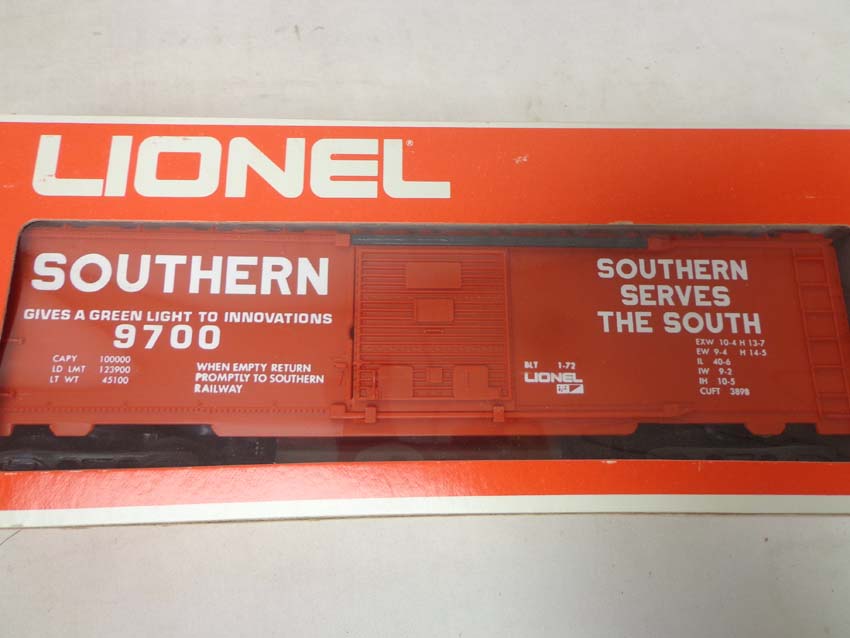 LIONEL®
SOUTHERN
GIVES A GREEN LIGHT TO INNOVATIONS
9700
CAPY 100000
LD LMT 123900
LT WT 45100
WHEN EMPTY RETURN
PROMPTLY TO SOUTHERN
RAILWAY
BLT 1-72
LIONEL
SOUTHERN
SERVES
THE SOUTH
EXW 10-4 H 13-7
EW 9-4 H 14-5
IL 40-6
IW 9-2
IH 10-5
CUFT 3898